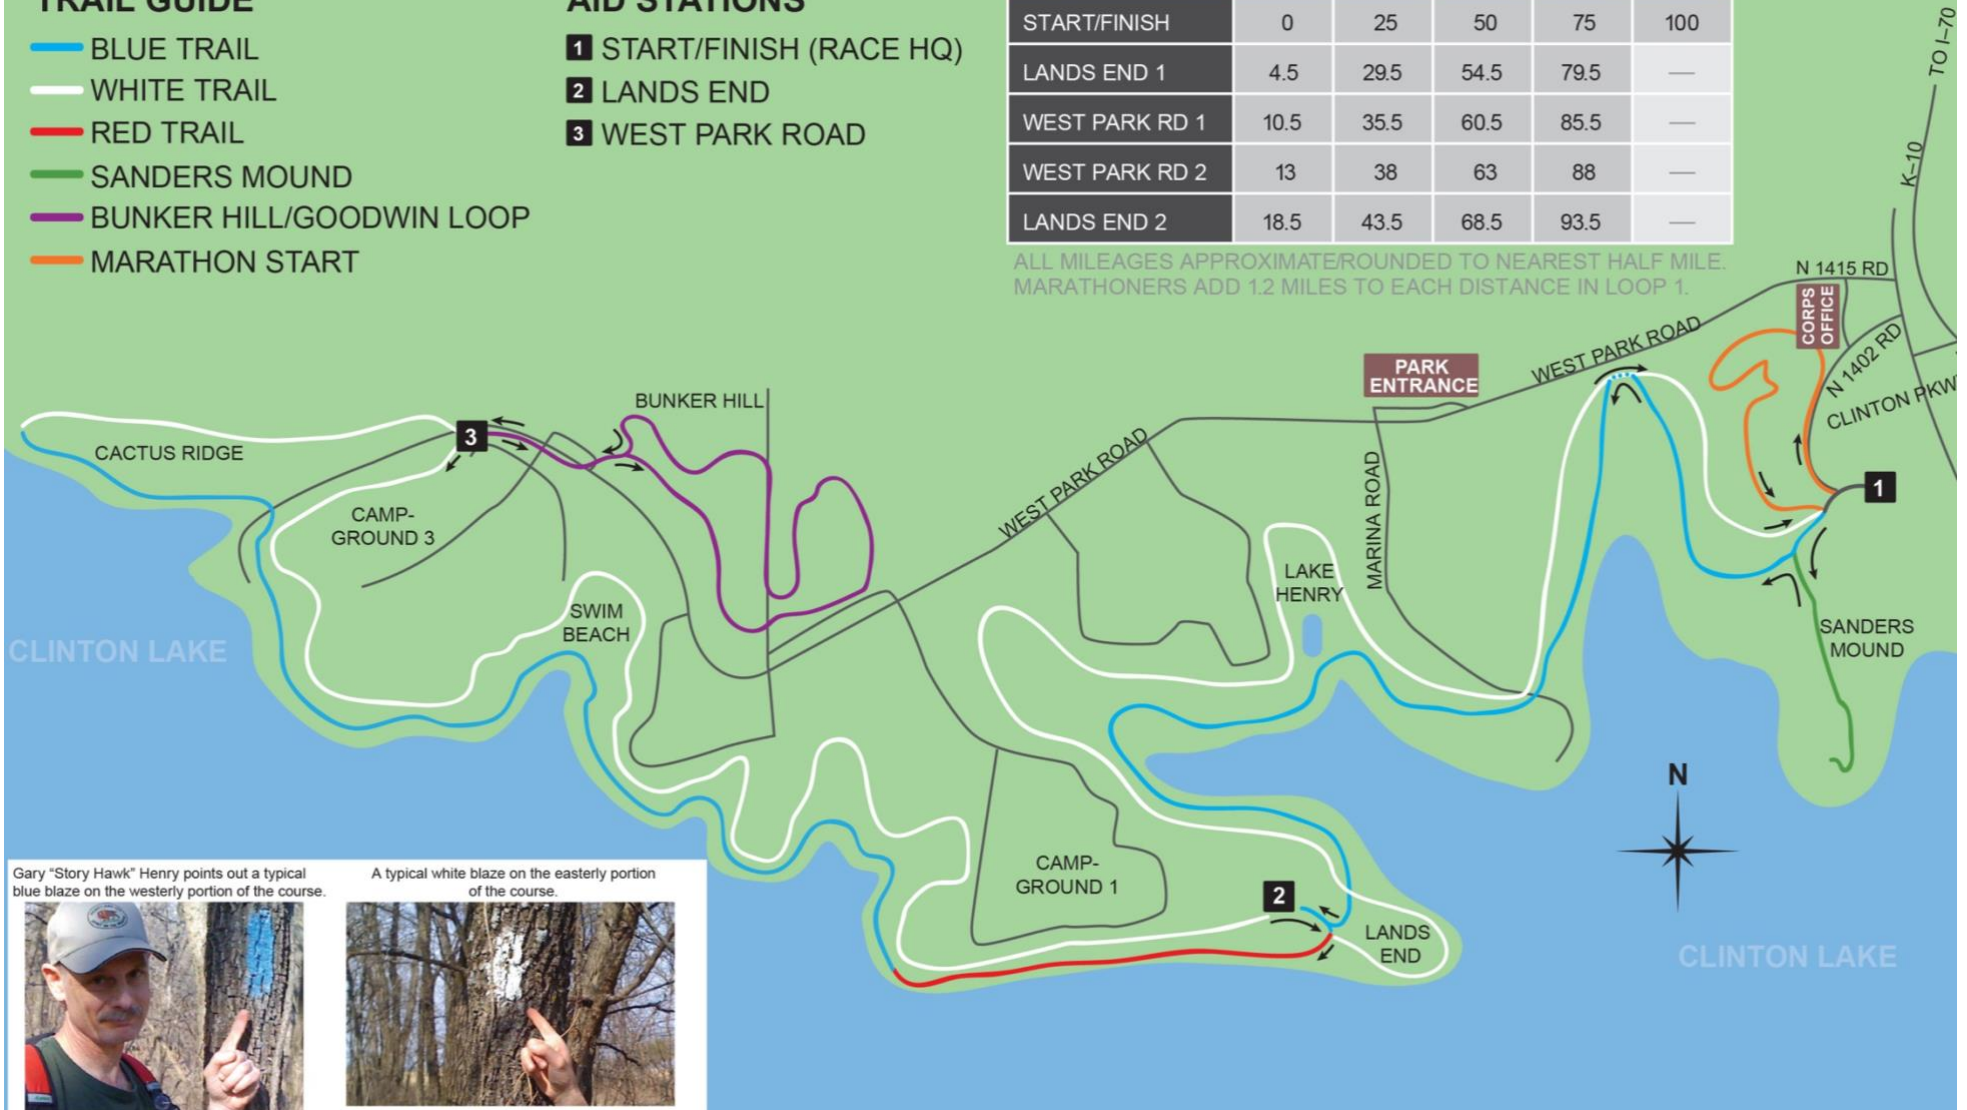 TRAIL GUIDE
BLUE TRAIL
WHITE TRAIL
RED TRAIL
SANDERS MOUND
BUNKER HILL/GOODWIN LOOP
MARATHON START
AID STATIONS
1 START/FINISH (RACE HQ)
2 LANDS END
3 WEST PARK ROAD
START/FINISH 0 25 50 75 100
LANDS END 1 4.5 29.5 54.5 79.5 —
WEST PARK RD 1 10.5 35.5 60.5 85.5 —
WEST PARK RD 2 13 38 63 88 —
LANDS END 2 18.5 43.5 68.5 93.5 —
ALL MILEAGES APPROXIMATE/ROUNDED TO NEAREST HALF MILE.
MARATHONERS ADD 1.2 MILES TO EACH DISTANCE IN LOOP 1.
TO I–70
K–10
N 1415 RD
CORPS
OFFICE
N 1402 RD
CLINTON PKW
WEST PARK ROAD
PARK
ENTRANCE
BUNKER HILL
3
CACTUS RIDGE
WEST PARK ROAD
MARINA ROAD
1
CAMP-
GROUND 3
LAKE
HENRY
SWIM
BEACH
SANDERS
MOUND
CLINTON LAKE
N
CAMP-
GROUND 1
2
LANDS
END
CLINTON LAKE
Gary “Story Hawk” Henry points out a typical
blue blaze on the westerly portion of the course.
A typical white blaze on the easterly portion
of the course.